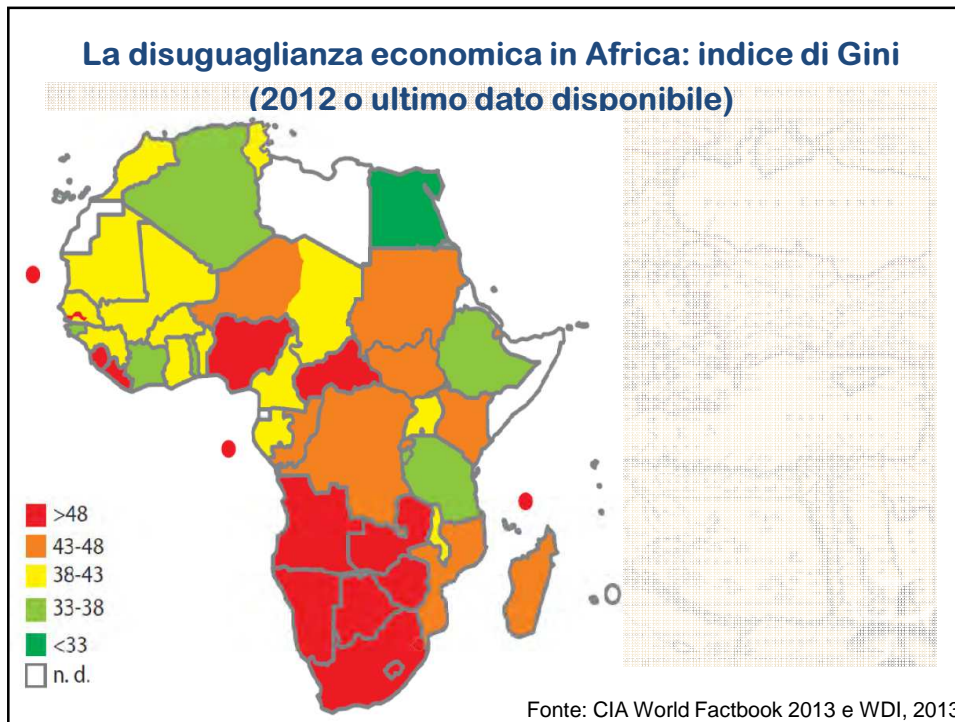 La disuguaglianza economica in Africa: indice di Gini
(2012 o ultimo dato disponibile)
>48
43-48
38-43
33-38
<33
n. d.
Fonte: CIA World Factbook 2013 e WDI, 2013